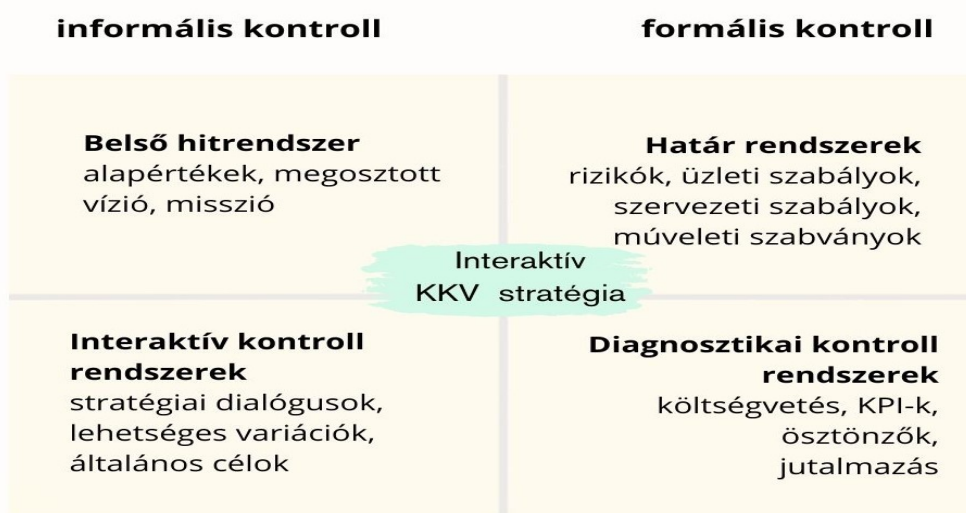 informális kontroll
formális kontroll
Belső hitrendszer
alapértékek, megosztott
vízió, misszió
Határ rendszerek
rizikók, üzleti szabályok,
szervezeti szabályok,
múveleti szabványok
Interaktív
KKV stratégia
Interaktív kontroll
rendszerek
stratégiai dialógusok,
lehetséges variációk,
általános célok
Diagnosztikai kontroll
rendszerek
költségvetés, KPI-k,
ösztönzők,
jutalmazás